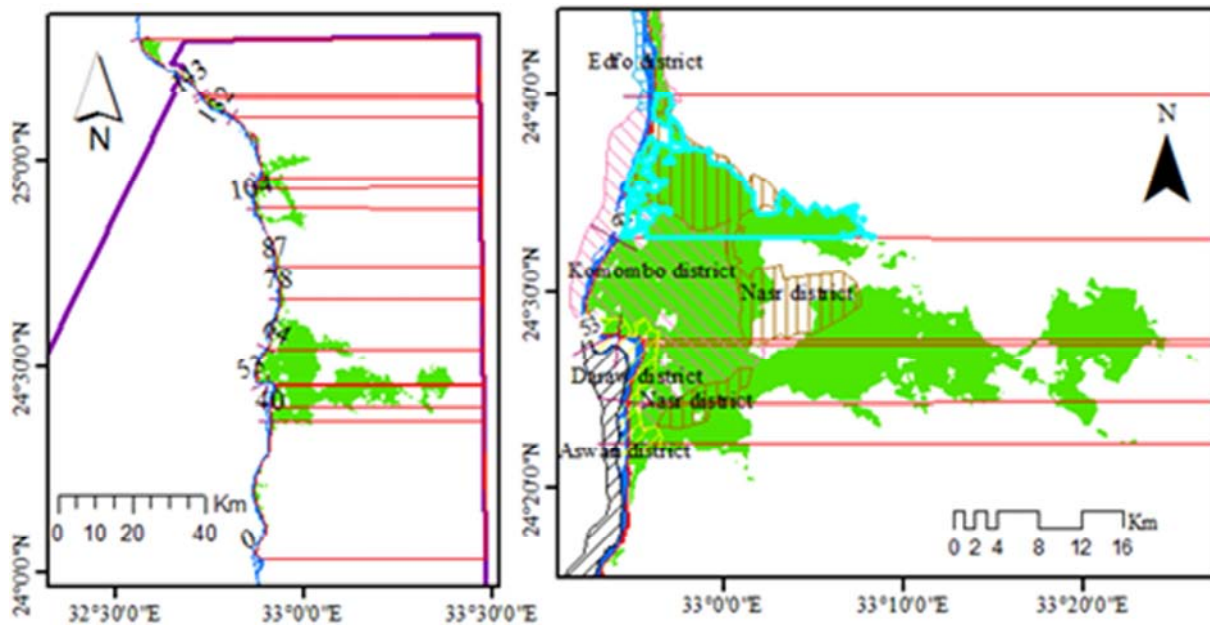 N
25°0'0"N
24°30'0"N
24°0'0"N
104
87
78
64
40
0
Km
0 10 20 40
32°30'0"E 33°0'0"E 33°30'0"E
N
24°40'0"N
24°30'0"N
24°20'0"N
Edfo district
Komombo district
Nasr district
53
Daraw district
Nasr district
Aswan district
Km
0 2 4 8 12 16
33°0'0"E 33°10'0"E 33°20'0"E